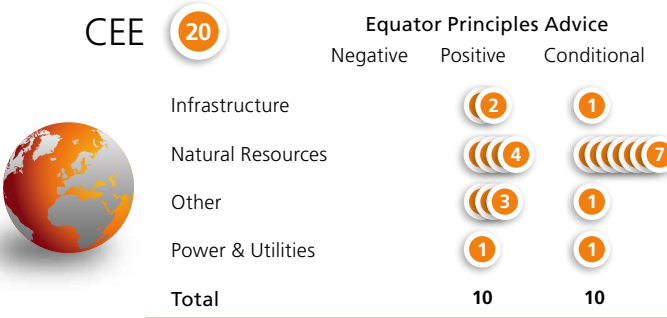 CEE 20
Equator Principles Advice
Negative Positive Conditional
Infrastructure 2 1
Natural Resources 4 7
Other 3 1
Power & Utilities 1 1
Total 10 10